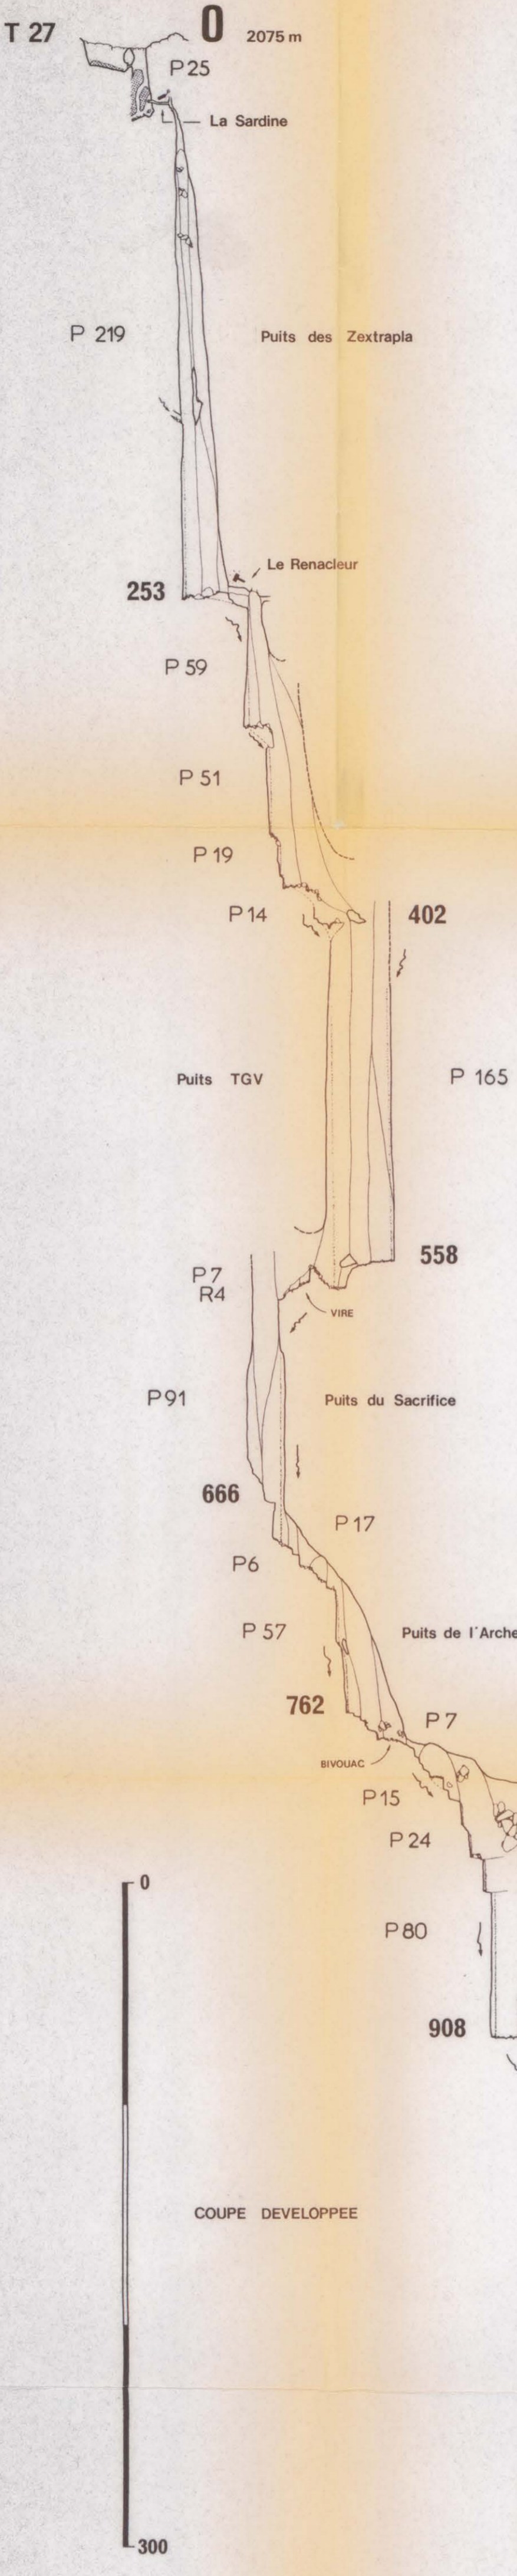 T 27
0 2075 m
P25
La Sardine
P 219
Puits des Zextrapla
Le Renacleur
253
P 59
P 51
P 19
P 14
402
Puits TGV
P 165
558
P7
R4
VIRE
P91
Puits du Sacrifice
666
P 17
P6
P 57
Puits de l'Arche
762
P 7
BIVOUAC
P 15
P 24
0
P80
908
COUPE DEVELOPPEE
300